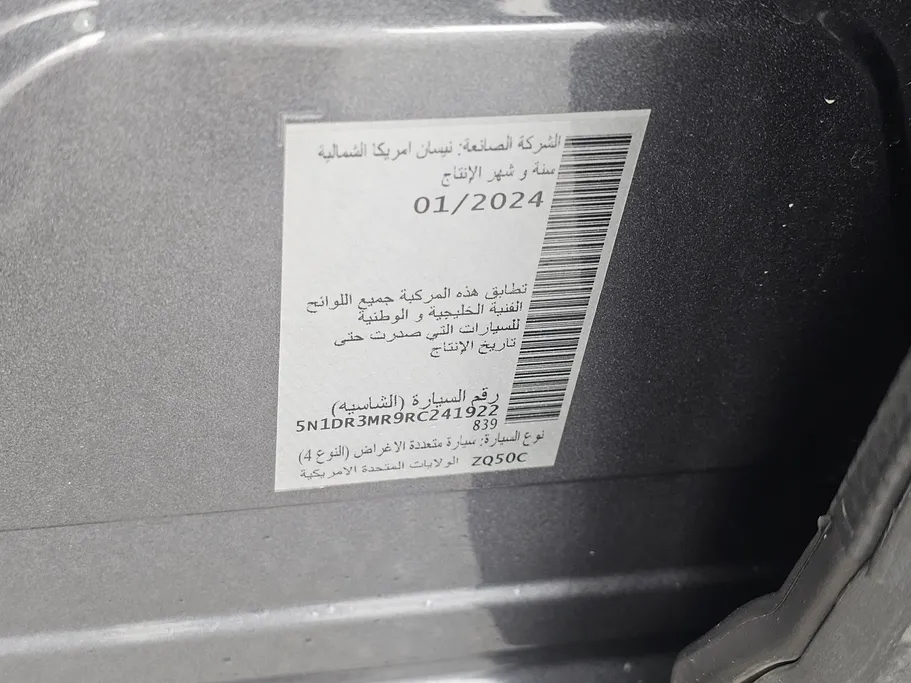 الشركة الصانعة: نيسان امريكا الشمالية
سنة و شهر الإنتاج
01/2024
تطابق هذه المركبة جميع اللوائح
الفنية الخليجية و الوطنية
للسيارات التي صدرت حتى
تاريخ الإنتاج
رقم السيارة (الشاسيه)
5N1DR3MR9RC241922
839
نوع السيارة: سيارة متعددة الاغراض (النوع 4)
ZQ50C الولايات المتحدة الامريكية